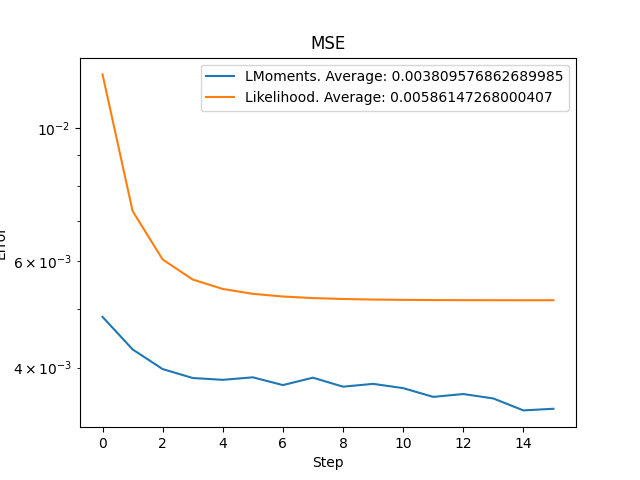 MSE
LMoments. Average: 0.003809576862689985
Likelihood. Average: 0.00586147268000407
10⁻²
6 × 10⁻³
4 × 10⁻³
Error
0 2 4 6 8 10 12 14
Step